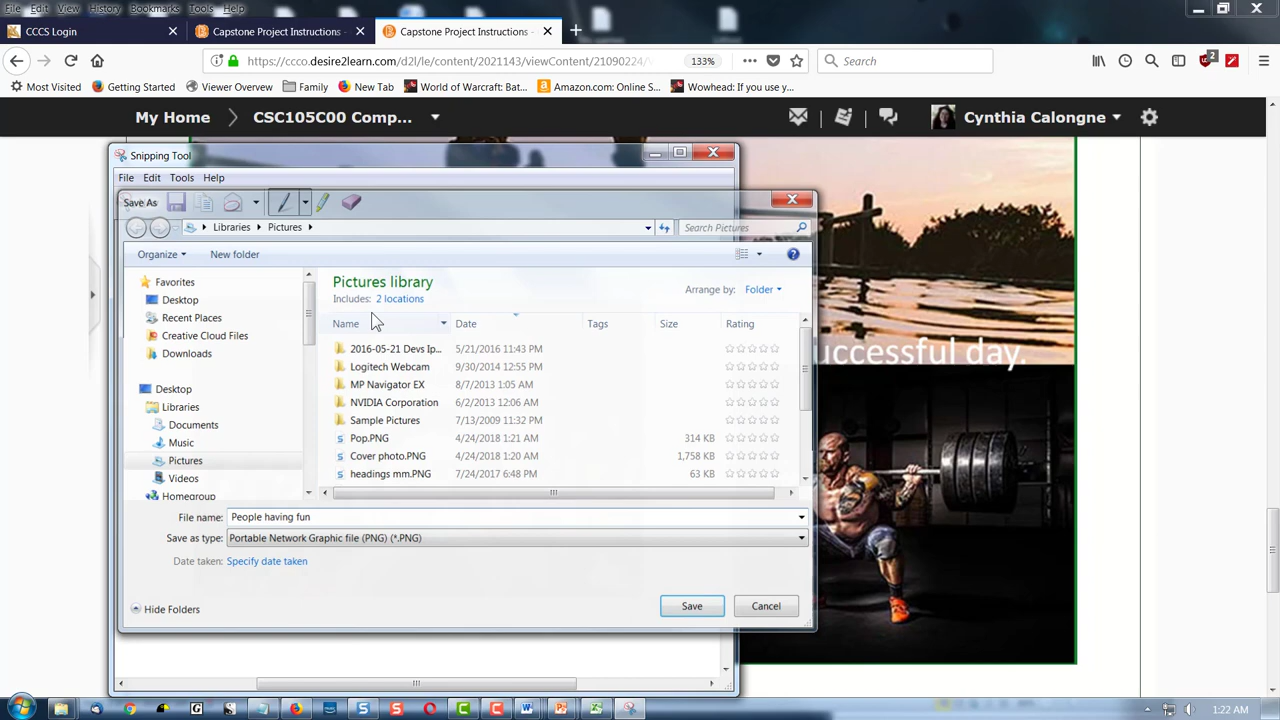 File Edit View History Bookmarks Tools Help
CCCS Login
Capstone Project Instructions -
Capstone Project Instructions -
https://ccco.desire2learn.com/d2l/le/content/2021143/viewContent/21090224/
133%
Search
2
Most Visited
Getting Started
Viewer Overview
Family
New Tab
World of Warcraft: Bat...
Amazon.com: Online S...
Wowhead: If you use y...
My Home
CSC105C00 Comp...
Cynthia Calongne
Snipping Tool
File Edit Tools Help
Save As
Libraries
Pictures
Search Pictures
Organize
New folder
Favorites
Desktop
Recent Places
Creative Cloud Files
Downloads
Desktop
Libraries
Documents
Music
Pictures
Videos
Homegroup
Pictures library
Includes: 2 locations
Arrange by: Folder
Name Date Tags Size Rating
2016-05-21 Devs Ip... 5/21/2016 11:43 PM
Logitech Webcam 9/30/2014 12:55 PM
MP Navigator EX 8/7/2013 1:05 AM
NVIDIA Corporation 6/2/2013 12:06 AM
Sample Pictures 7/13/2009 11:32 PM
Pop.PNG 4/24/2018 1:21 AM 314 KB
Cover photo.PNG 4/24/2018 1:20 AM 1,758 KB
headings mm.PNG 7/24/2017 6:48 PM 63 KB
File name: People having fun
Save as type: Portable Network Graphic file (PNG) (*.PNG)
Date taken: Specify date taken
Hide Folders
Save
Cancel
uccessful day.
1:22 AM